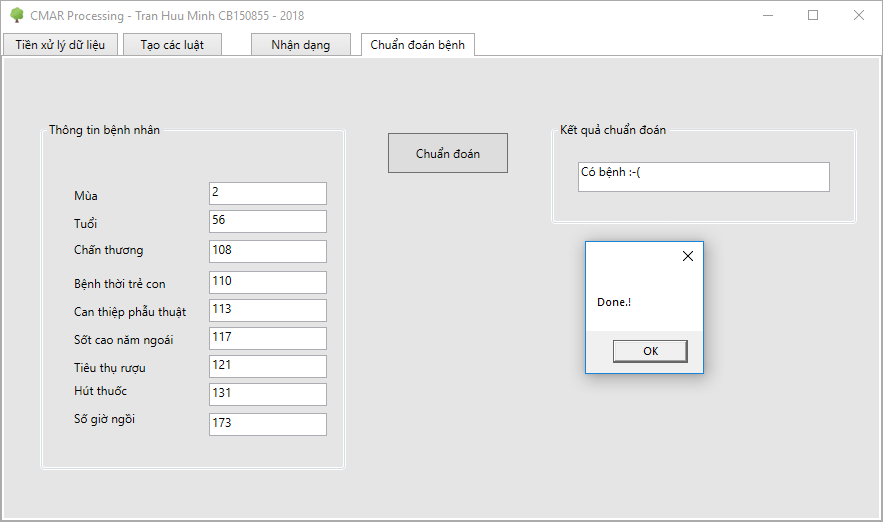 CMAR Processing - Tran Huu Minh CB150855 - 2018
Tiền xử lý dữ liệu
Tạo các luật
Nhận dạng
Chuẩn đoán bệnh
Thông tin bệnh nhân
Mùa 2
Tuổi 56
Chấn thương 108
Bệnh thời trẻ con 110
Can thiệp phẫu thuật 113
Sốt cao năm ngoái 117
Tiêu thụ rượu 121
Hút thuốc 131
Số giờ ngồi 173
Chuẩn đoán
Kết quả chuẩn đoán
Có bệnh :-(
Done.!
OK